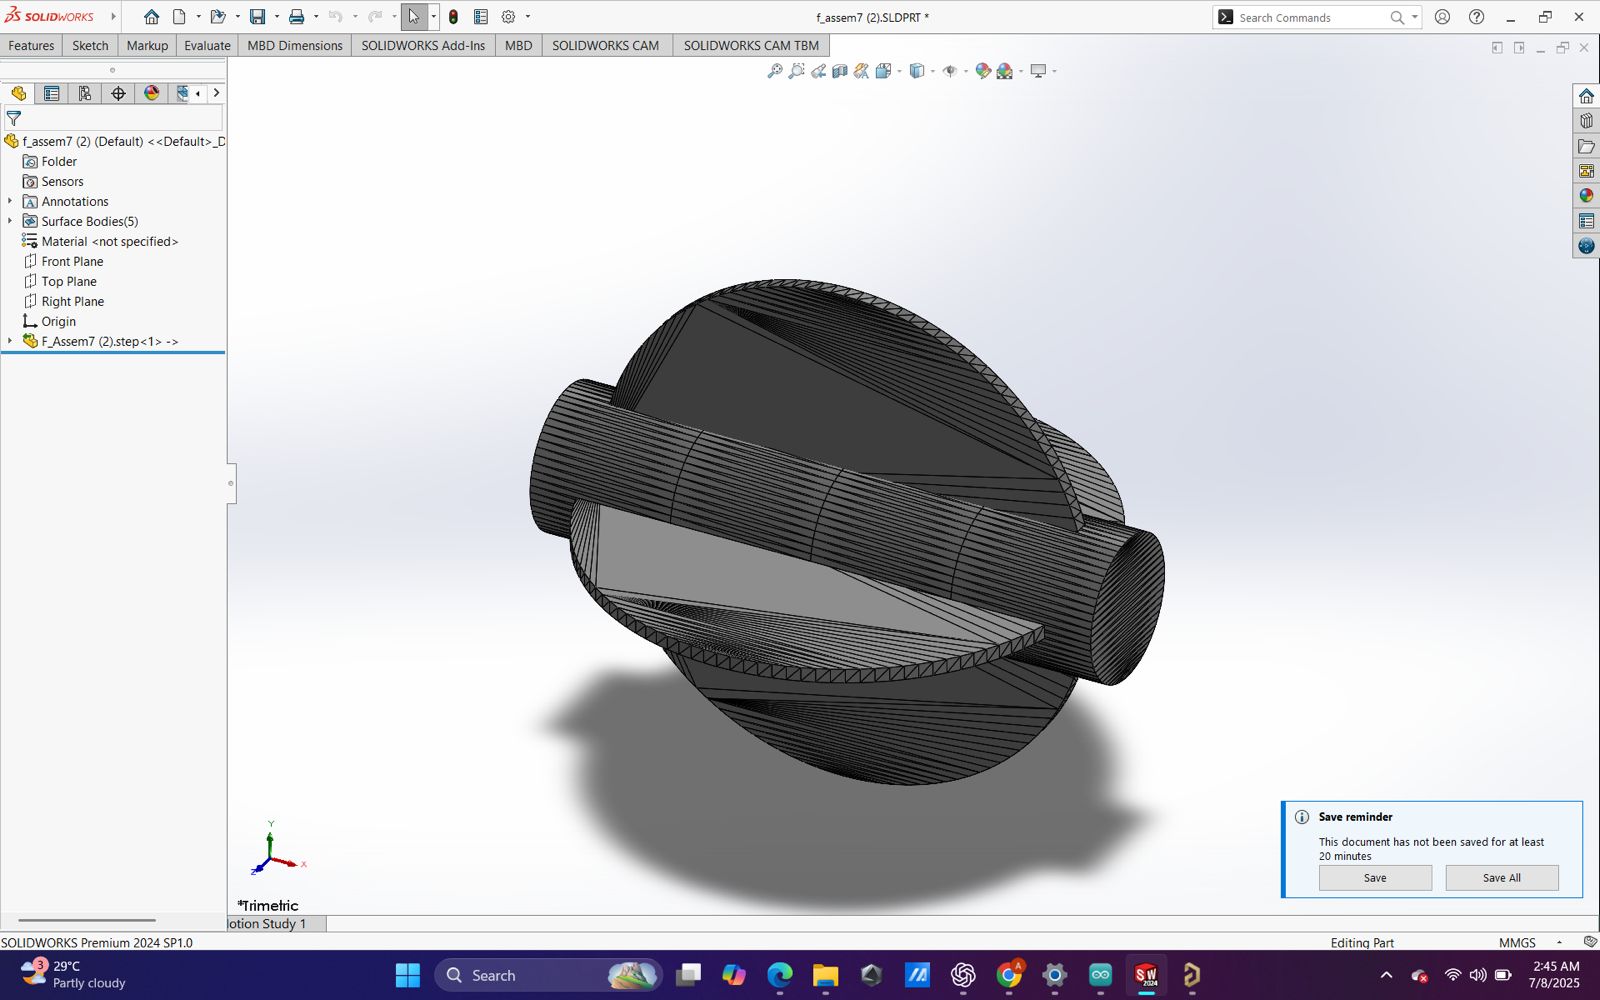 SOLIDWORKS
f_assem7 (2).SLDPRT *
Search Commands
Features
Sketch
Markup
Evaluate
MBD Dimensions
SOLIDWORKS Add-Ins
MBD
SOLIDWORKS CAM
SOLIDWORKS CAM TBM
f_assem7 (2) (Default) <<Default>_D
Folder
Sensors
Annotations
Surface Bodies(5)
Material <not specified>
Front Plane
Top Plane
Right Plane
Origin
F_Assem7 (2).step<1> ->
Y
X
Z
*Trimetric
Save reminder
This document has not been saved for at least
20 minutes
Save
Save All
lotion Study 1
SOLIDWORKS Premium 2024 SP1.0
Editing Part
MMGS
3
29°C
Partly cloudy
Search
A
SW
2024
2:45 AM
7/8/2025